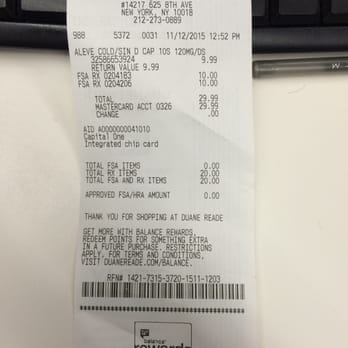 #14217 625 8TH AVE
NEW YORK, NY 10018
212-273-0889
988 5372 0031 11/12/2015 12:52 PM
ALEVE COLD/SIN D CAP 10S 120MG/DS
32586653924 9.99
RETURN VALUE 9.99
FSA RX 0204183 10.00
FSA RX 0204206 10.00
TOTAL 29.99
MASTERCARD ACCT 0326 29.99
CHANGE .00
AID A0000000041010
Capital One
Integrated chip card
TOTAL FSA ITEMS 0.00
TOTAL RX ITEMS 20.00
TOTAL FSA AND RX ITEMS 20.00
APPROVED FSA/HRA AMOUNT 0.00
THANK YOU FOR SHOPPING AT DUANE READE
GET MORE WITH BALANCE REWARDS.
REDEEM POINTS FOR SOMETHING EXTRA
IN A FUTURE PURCHASE. RESTRICTIONS
APPLY. FOR TERMS AND CONDITIONS,
VISIT DUANEREADE.COM/BALANCE.
RFN# 1421-7315-3720-1511-1203
balance
rewards